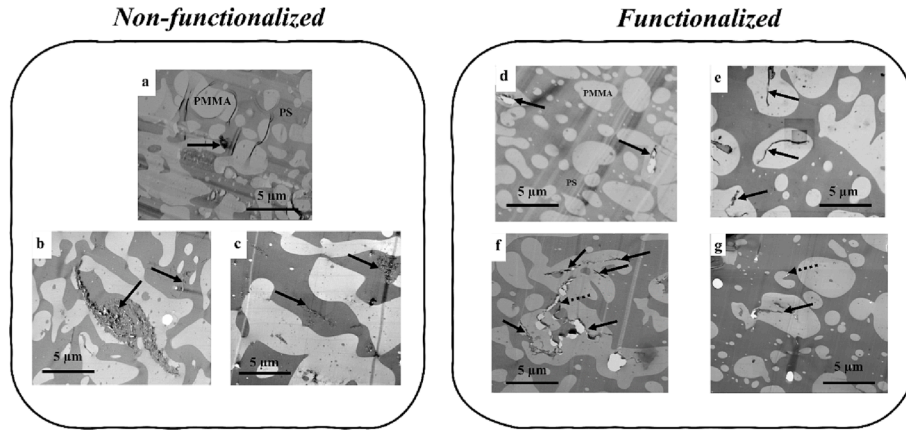 Non-functionalized
Functionalized
a
PMMA
PS
5 µm
b
5 µm
c
5 µm
d
PMMA
PS
5 µm
e
5 µm
f
5 µm
g
5 µm